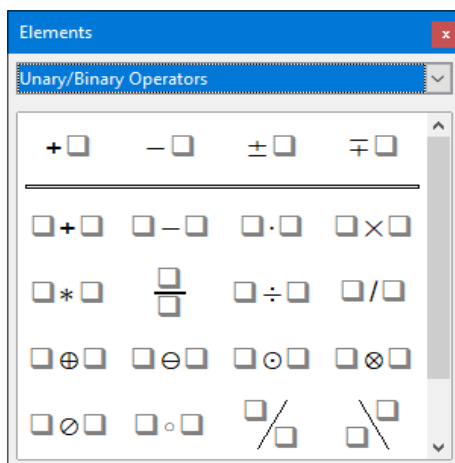 Elements
x
Unary/Binary Operators
+❑ −❑ ±❑ ∓❑
❑+❑ ❑−❑ ❑·❑ ❑×❑
❑∗❑ ❑/❑ ❑÷❑ ❑/❑
❑⊕❑ ❑⊖❑ ❑⊙❑ ❑⊗❑
❑⊘❑ ❑∘❑ ❑∕❑ ❑∖❑